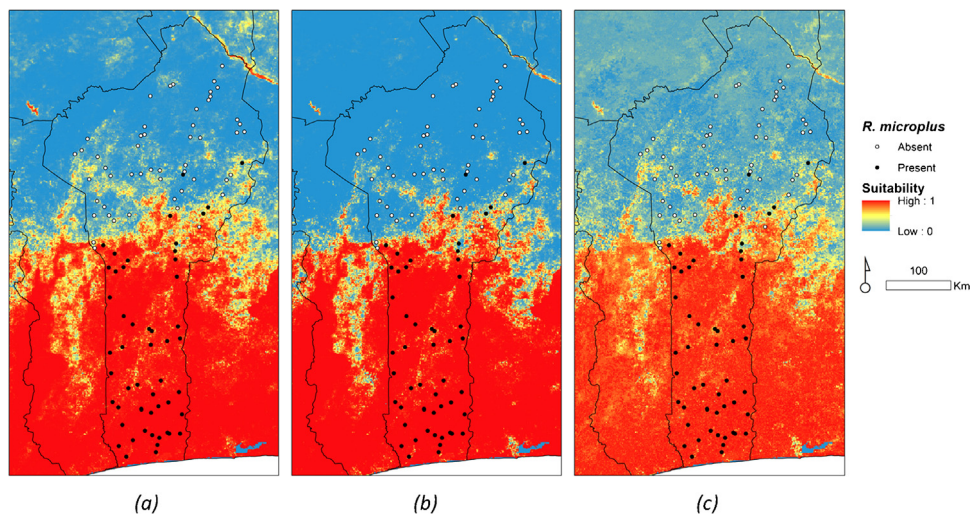 R. microplus
Absent
Present
Suitability
High : 1
Low : 0
100
Km
(a)
(b)
(c)